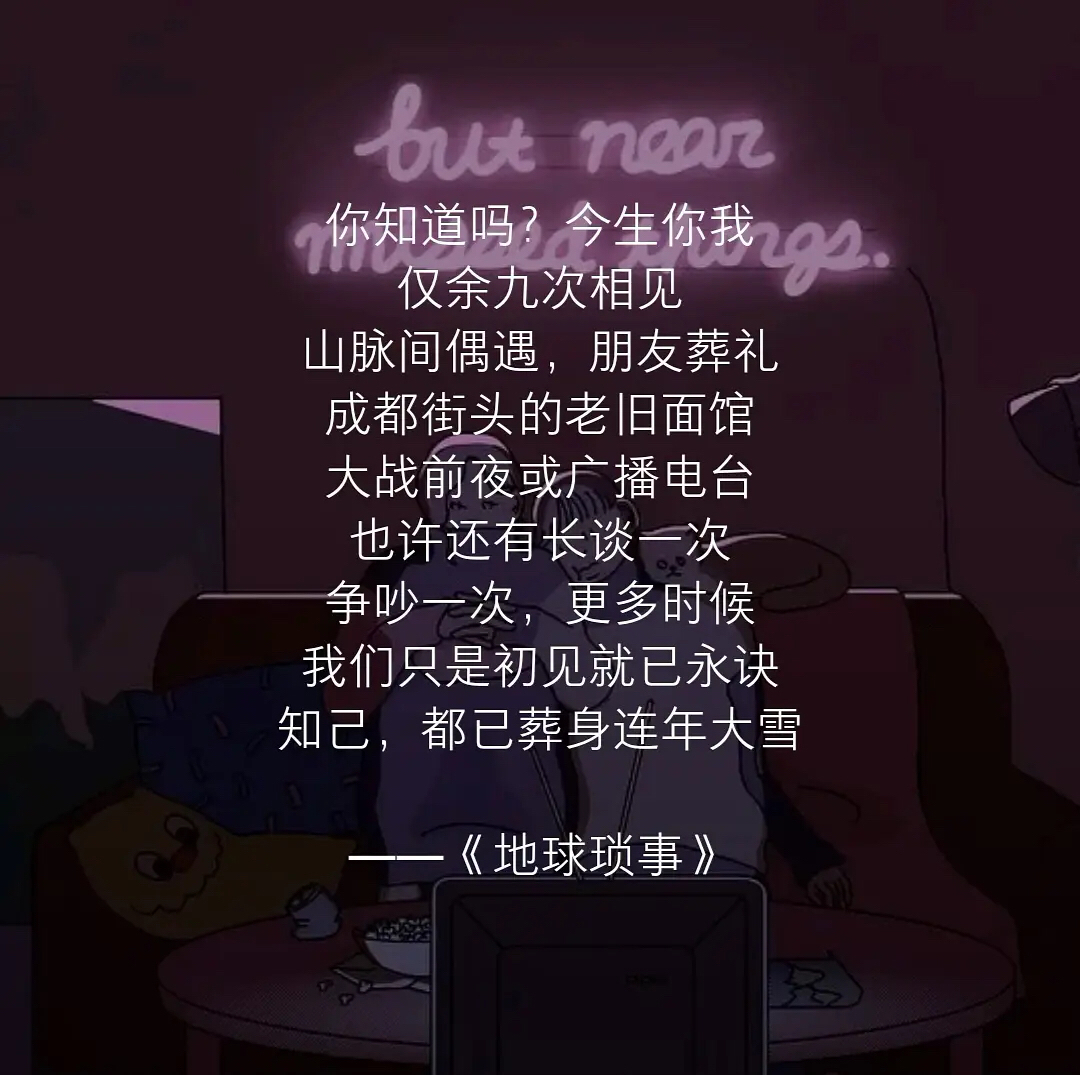 but near
missed things.
你知道吗？今生你我
仅余九次相见
山脉间偶遇，朋友葬礼
成都街头的老旧面馆
大战前夜或广播电台
也许还有长谈一次
争吵一次，更多时候
我们只是初见就已永诀
知己，都已葬身连年大雪
——《地球琐事》